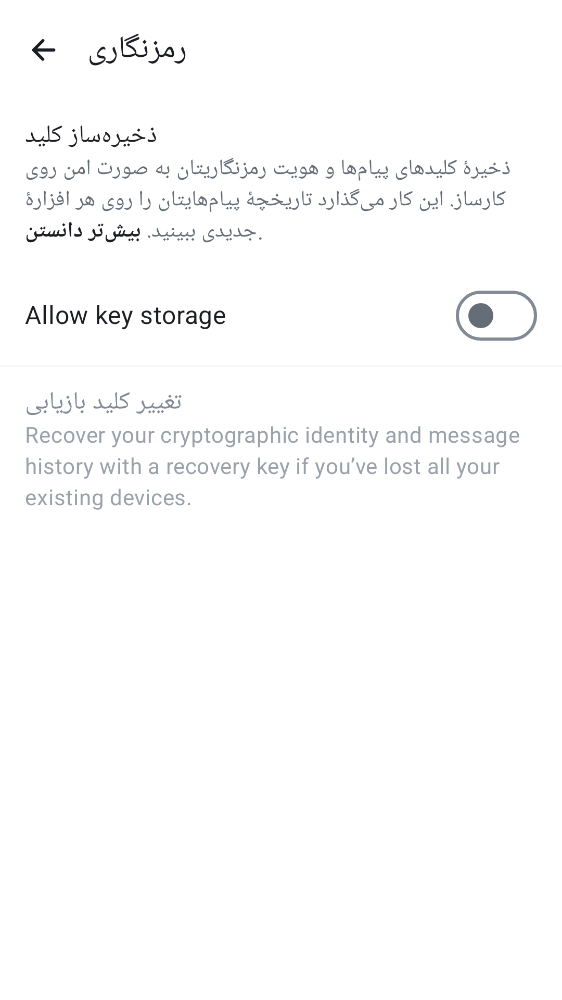 رمزنگاری
ذخیره‌ساز کلید
ذخیرهٔ کلیدهای پیام‌ها و هویت رمزنگاریتان به صورت امن روی
کارساز. این کار می‌گذارد تاریخچهٔ پیام‌هایتان را روی هر افزارهٔ
جدیدی ببینید. بیش‌تر دانستن.
Allow key storage
تغییر کلید بازیابی
Recover your cryptographic identity and message
history with a recovery key if you’ve lost all your
existing devices.